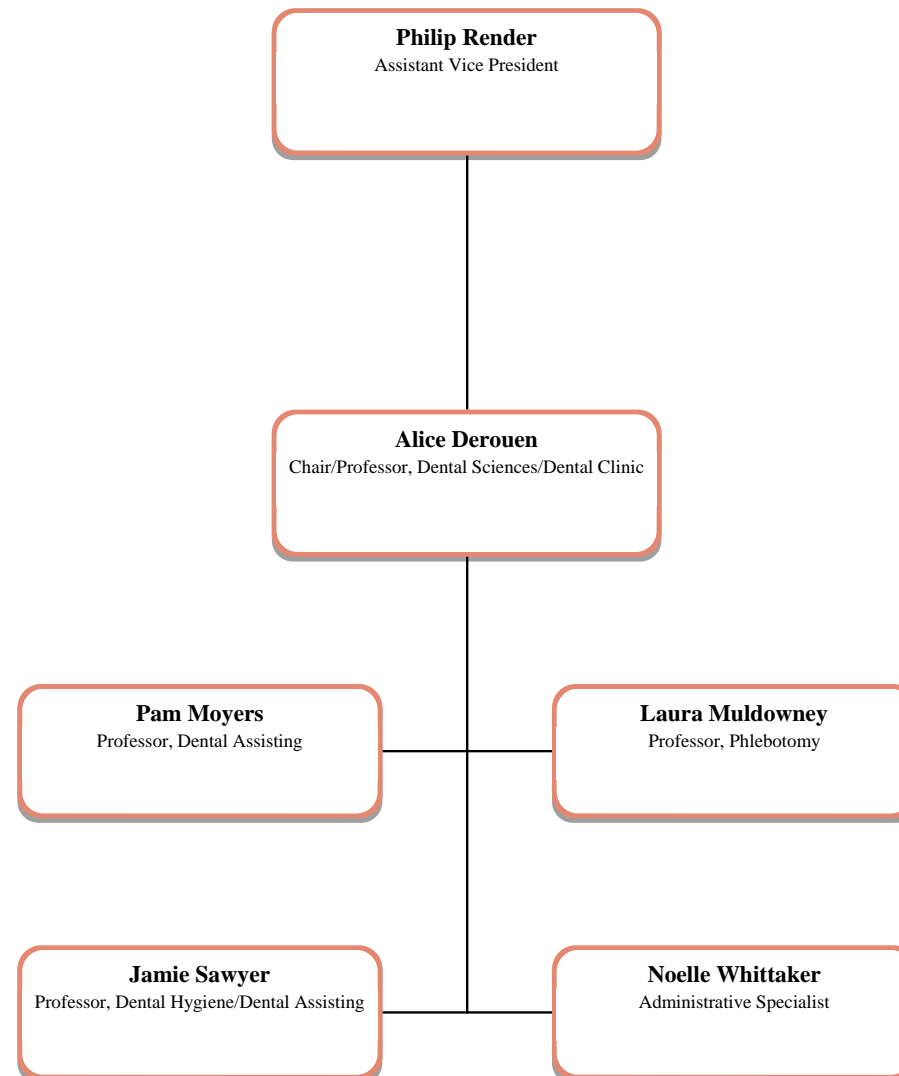 Philip Render
Assistant Vice President
Alice Derouen
Chair/Professor, Dental Sciences/Dental Clinic
Pam Moyers
Professor, Dental Assisting
Laura Muldowney
Professor, Phlebotomy
Jamie Sawyer
Professor, Dental Hygiene/Dental Assisting
Noelle Whittaker
Administrative Specialist